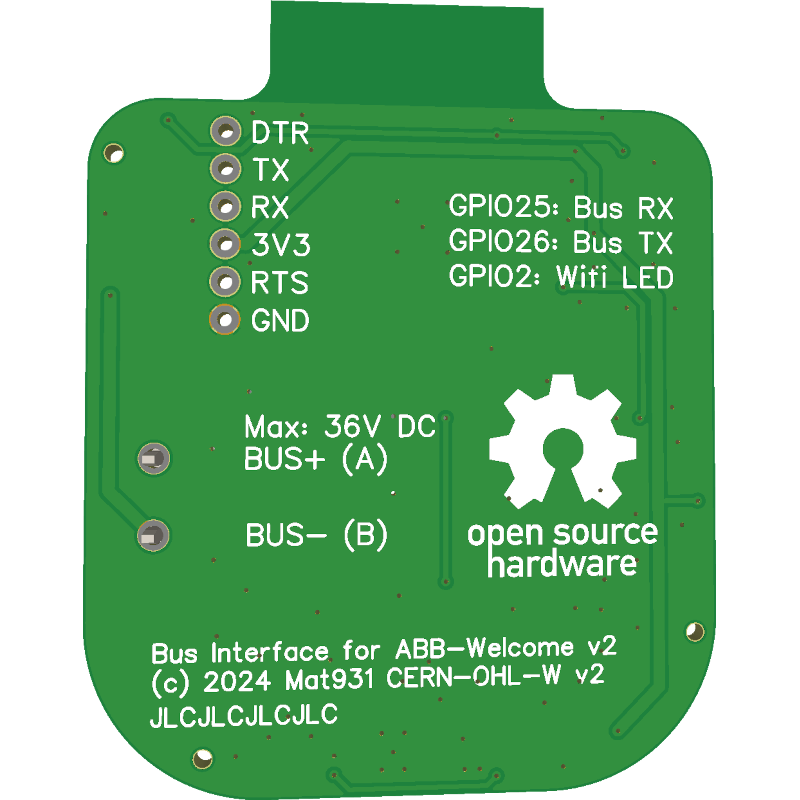 DTR
TX
RX
3V3
RTS
GND
GPIO25: Bus RX
GPIO26: Bus TX
GPIO2: Wifi LED
Max: 36V DC
BUS+ (A)
BUS- (B)
open source
hardware
Bus Interface for ABB-Welcome v2
(c) 2024 Mat931 CERN-OHL-W v2
JLCJLCJLCJLC